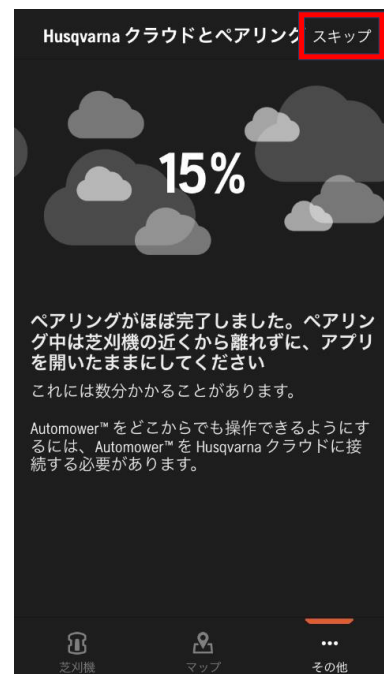 Husqvarna クラウドとペアリング スキップ
15%
ペアリングがほぼ完了しました。ペアリン
グ中は芝刈機の近くから離れずに、アプリ
を開いたままにしてください
これには数分かかることがあります。
Automower™ をどこからでも操作できるようにす
るには、Automower™ を Husqvarna クラウドに接
続する必要があります。
芝刈機 マップ その他